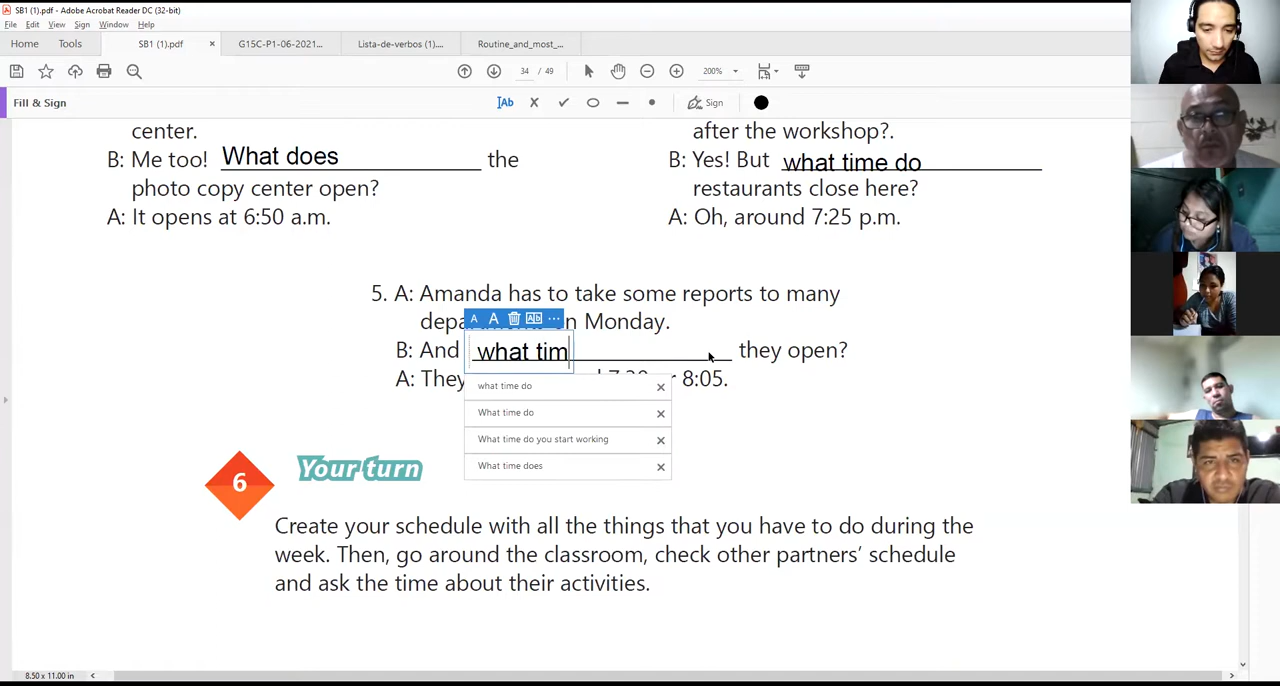 SB1 (1).pdf - Adobe Acrobat Reader DC (32-bit)
File Edit View Sign Window Help
Home Tools SB1 (1).pdf × G15C-P1-06-2021... Lista-de-verbos (1).... Routine_and_most_...
34 / 49 200%
Fill & Sign Ab Sign
center.
B: Me too! What does the
photo copy center open?
A: It opens at 6:50 a.m.
after the workshop?.
B: Yes! But what time do
restaurants close here?
A: Oh, around 7:25 p.m.
5. A: Amanda has to take some reports to many
n Monday.
B: And what tim they open?
A: They r 8:05.
what time do
What time do
What time do you start working
What time does
6 Your turn
Create your schedule with all the things that you have to do during the
week. Then, go around the classroom, check other partners’ schedule
and ask the time about their activities.
8.50 x 11.00 in